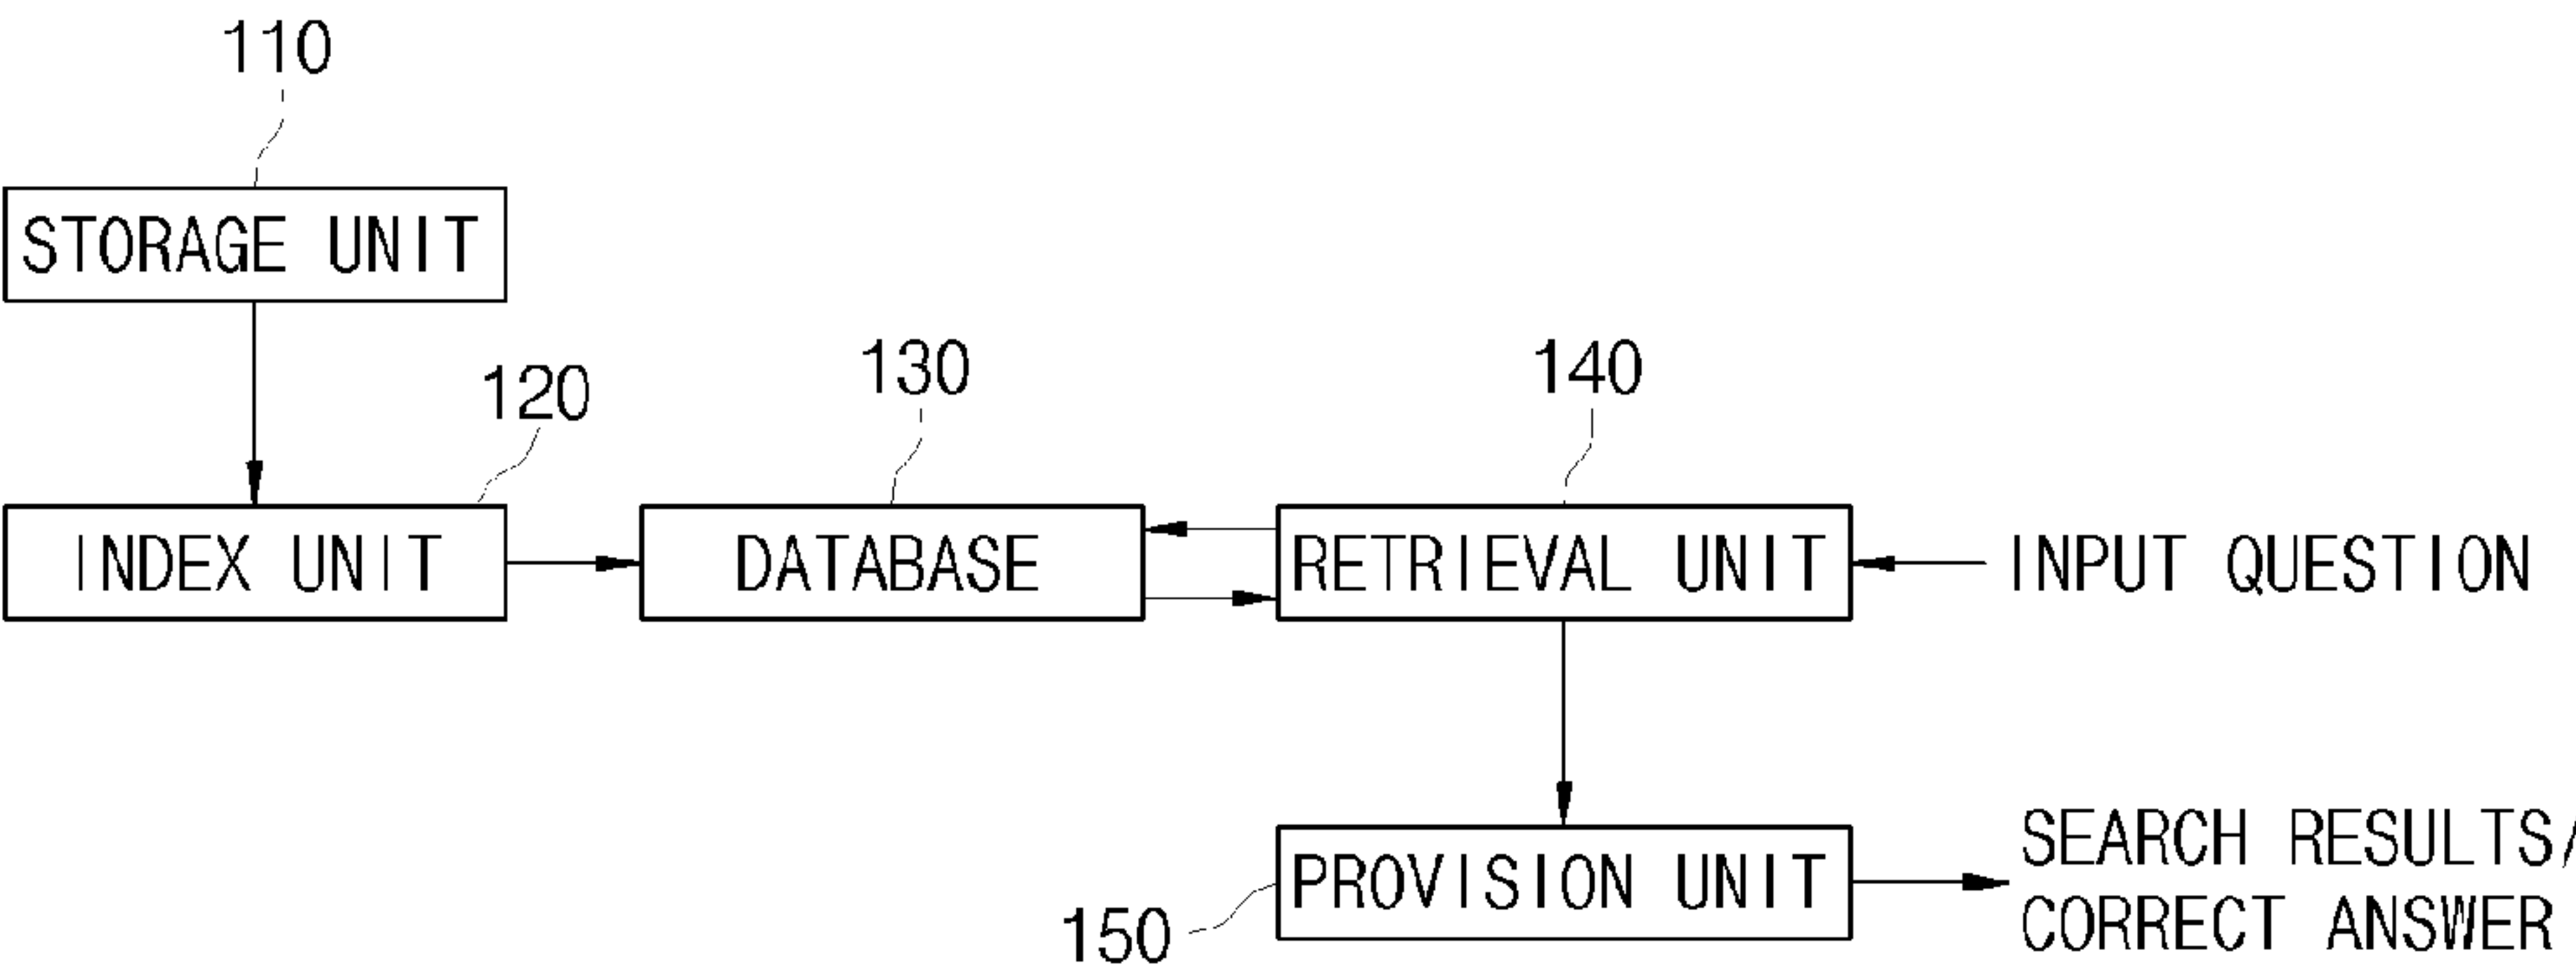 110
STORAGE UNIT
120
130
140
INDEX UNIT
DATABASE
RETRIEVAL UNIT
INPUT QUESTION
PROVISION UNIT
150
SEARCH RESULTS/
CORRECT ANSWER